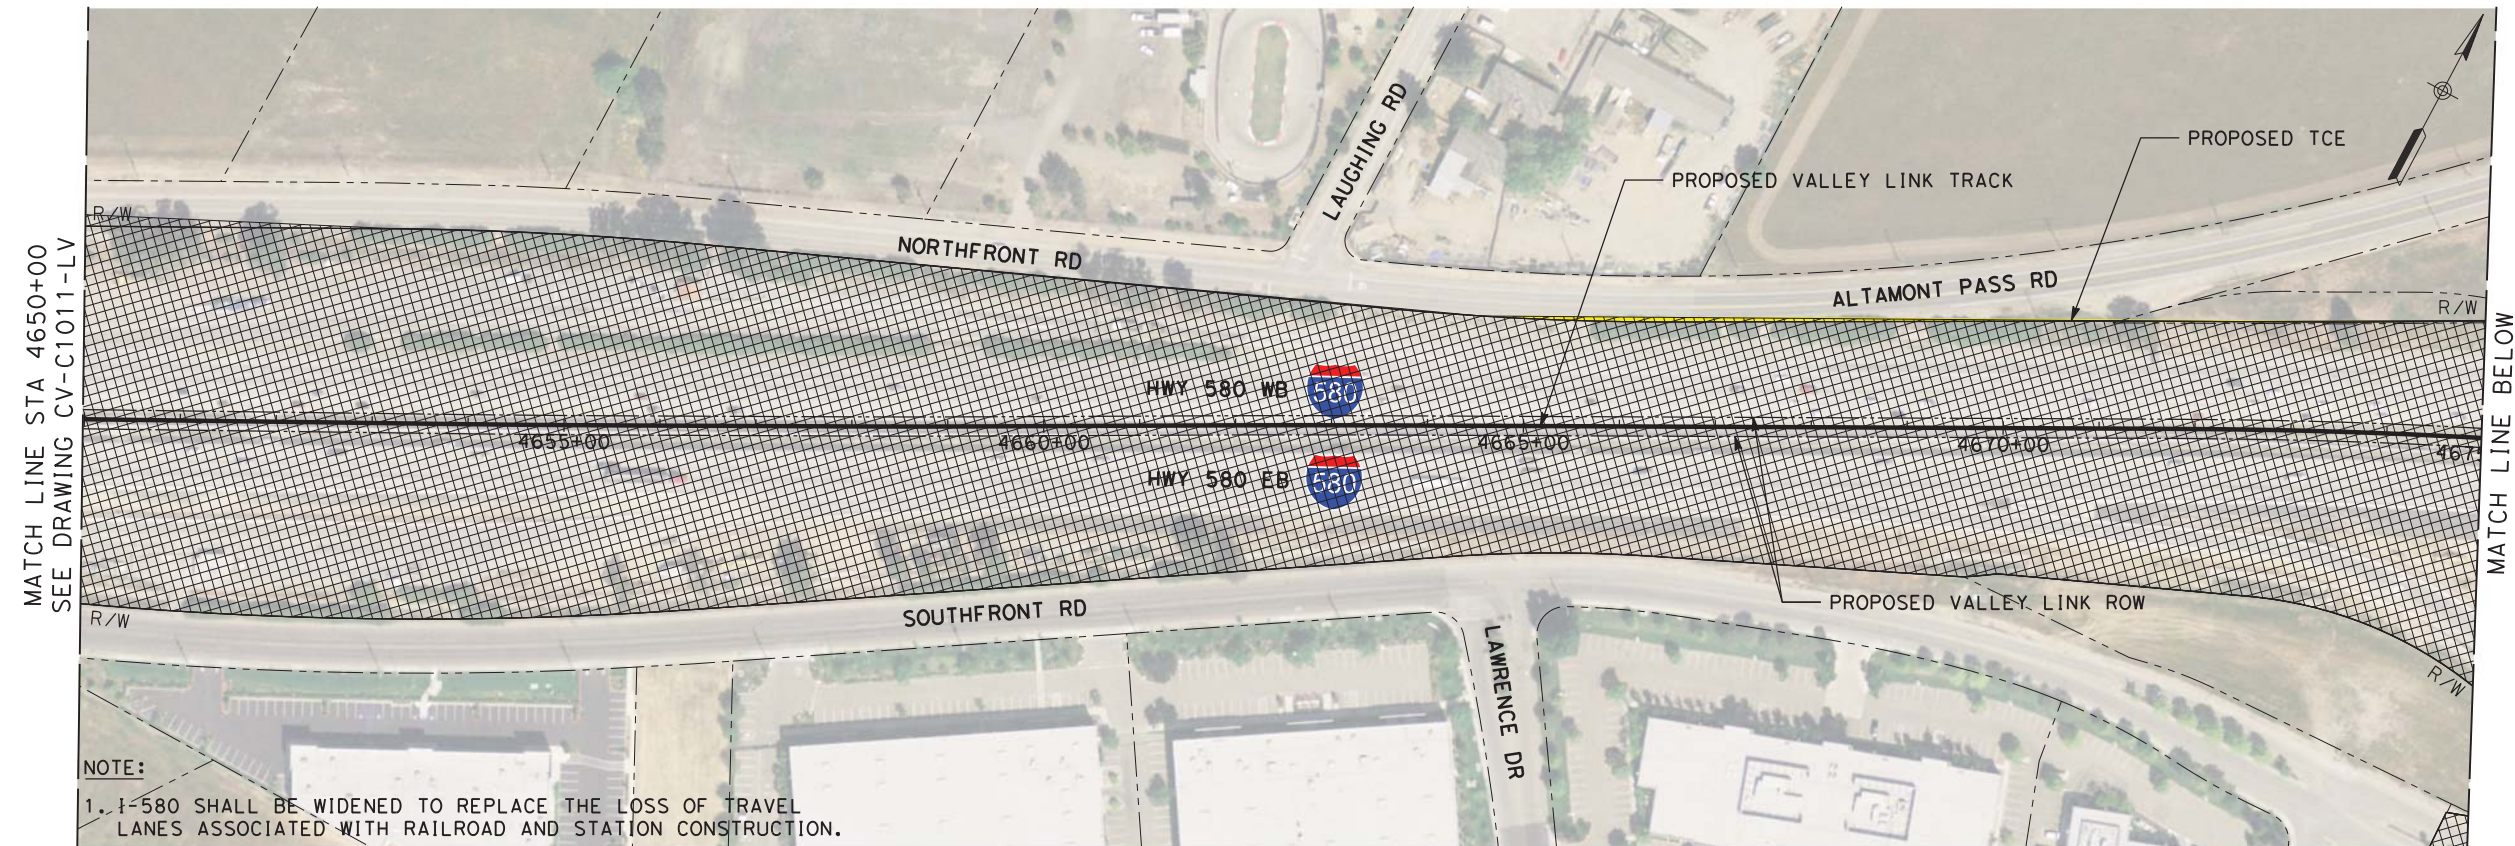 MATCH LINE STA 4650+00
SEE DRAWING CV-C1011-LV
R/W
NORTHFRONT RD
LAUGHING RD
PROPOSED VALLEY LINK TRACK
PROPOSED TCE
ALTAMONT PASS RD
R/W
HWY 580 WB
580
4655+00
4660+00
4665+00
4670+00
467
HWY 580 EB
580
MATCH LINE BELOW
R/W
SOUTHFRONT RD
PROPOSED VALLEY LINK ROW
LAWRENCE DR
R/W
NOTE:
1. I-580 SHALL BE WIDENED TO REPLACE THE LOSS OF TRAVEL
LANES ASSOCIATED WITH RAILROAD AND STATION CONSTRUCTION.